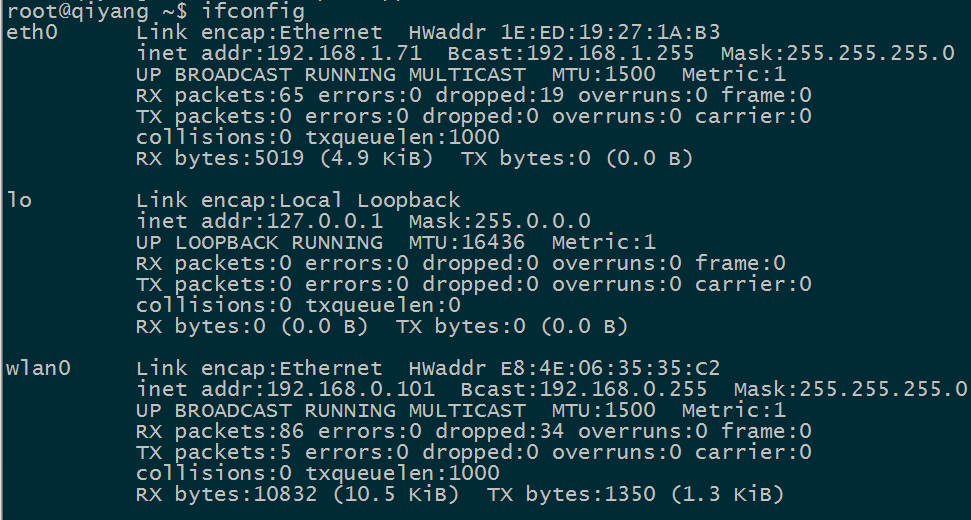 root@qiyang ~$ ifconfig
eth0      Link encap:Ethernet  HWaddr 1E:ED:19:27:1A:B3
          inet addr:192.168.1.71  Bcast:192.168.1.255  Mask:255.255.255.0
          UP BROADCAST RUNNING MULTICAST  MTU:1500  Metric:1
          RX packets:65 errors:0 dropped:19 overruns:0 frame:0
          TX packets:0 errors:0 dropped:0 overruns:0 carrier:0
          collisions:0 txqueuelen:1000
          RX bytes:5019 (4.9 KiB)  TX bytes:0 (0.0 B)

lo        Link encap:Local Loopback
          inet addr:127.0.0.1  Mask:255.0.0.0
          UP LOOPBACK RUNNING  MTU:16436  Metric:1
          RX packets:0 errors:0 dropped:0 overruns:0 frame:0
          TX packets:0 errors:0 dropped:0 overruns:0 carrier:0
          collisions:0 txqueuelen:0
          RX bytes:0 (0.0 B)  TX bytes:0 (0.0 B)

wlan0     Link encap:Ethernet  HWaddr E8:4E:06:35:35:C2
          inet addr:192.168.0.101  Bcast:192.168.0.255  Mask:255.255.255.0
          UP BROADCAST RUNNING MULTICAST  MTU:1500  Metric:1
          RX packets:86 errors:0 dropped:34 overruns:0 frame:0
          TX packets:5 errors:0 dropped:0 overruns:0 carrier:0
          collisions:0 txqueuelen:1000
          RX bytes:10832 (10.5 KiB)  TX bytes:1350 (1.3 KiB)